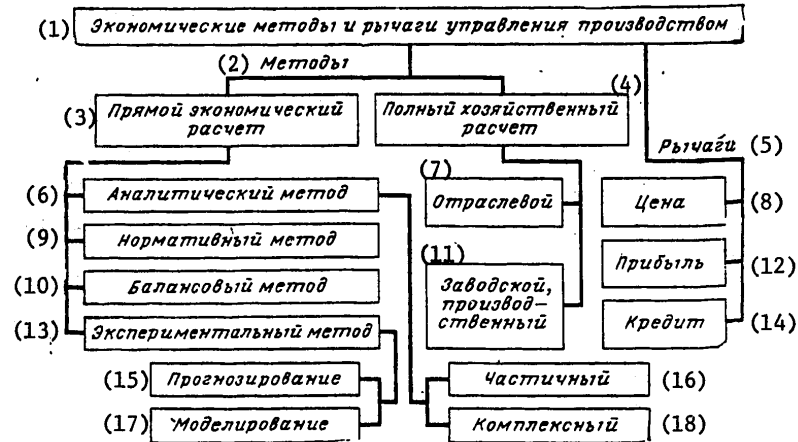 (1) Экономические методы и рычаги управления производством
(2) Методы
(3) Прямой экономический
расчет
(4)
Полный хозяйственный
расчет
Рычаги (5)
(6) Аналитический метод
(7)
Отраслевой
Цена (8)
(9) Нормативный метод
(10) Балансовый метод
(11)
Заводской,
производ-
ственный
Прибыль (12)
(13) Экспериментальный метод
Кредит (14)
(15) Прогнозирование
Частичный (16)
(17) Моделирование
Комплексный (18)